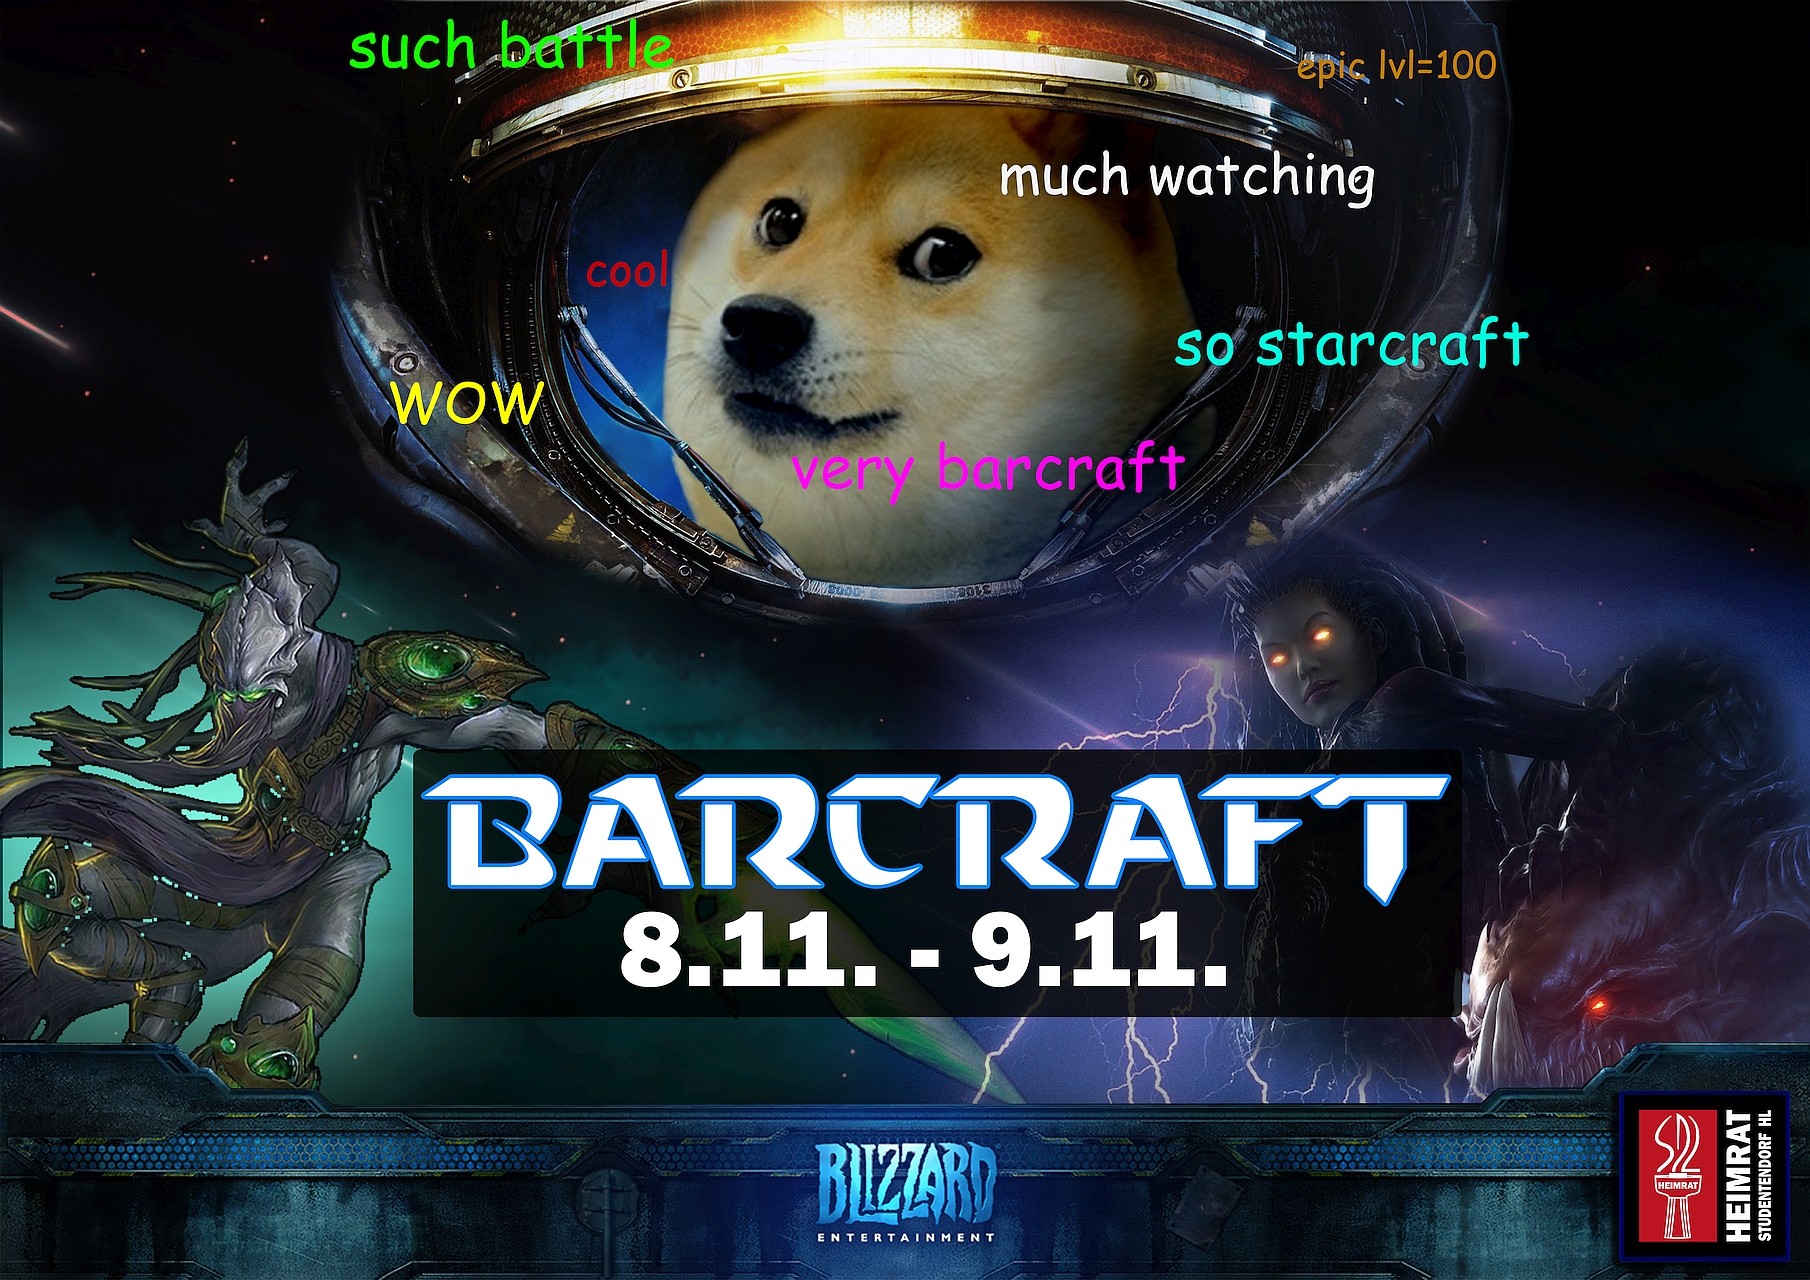 such battle
epic lvl=100
much watching
cool
so starcraft
wow
very barcraft
BARCRAFT
8.11. - 9.11.
BLIZZARD
ENTERTAINMENT
HEIMRAT
HEIMRAT
STUDENTENDORF HL